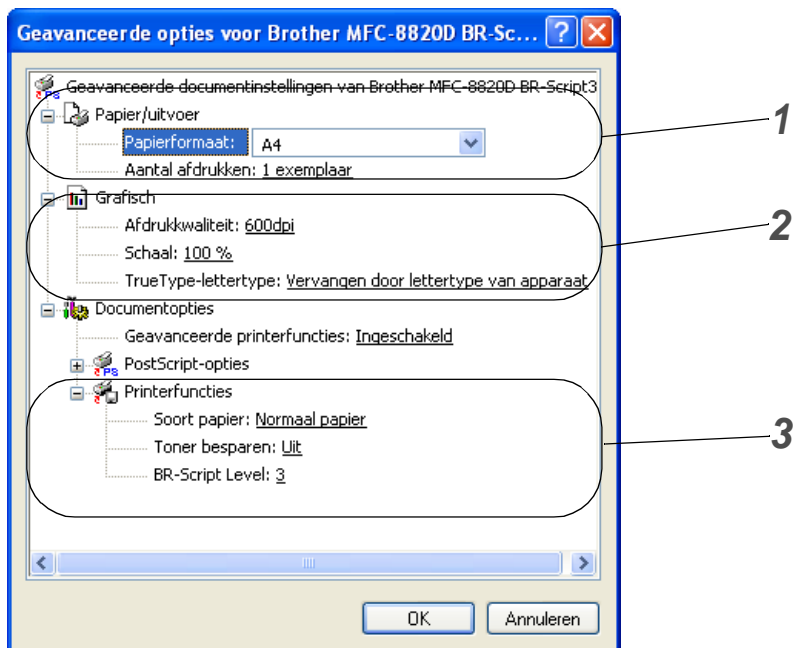 Geavanceerde opties voor Brother MFC-8820D BR-Sc...
Geavanceerde documentinstellingen van Brother MFC-8820D BR-Script3
Papier/uitvoer
1
Papierformaat: A4
Aantal afdrukken: 1 exemplaar
Grafisch
Afdrukkwaliteit: 600dpi
2
Schaal: 100 %
TrueType-lettertype: Vervangen door lettertype van apparaat
Documentopties
Geavanceerde printerfuncties: Ingeschakeld
PS PostScript-opties
Printerfuncties
Soort papier: Normaal papier
3
Toner besparen: Uit
BR-Script Level: 3
OK Annuleren